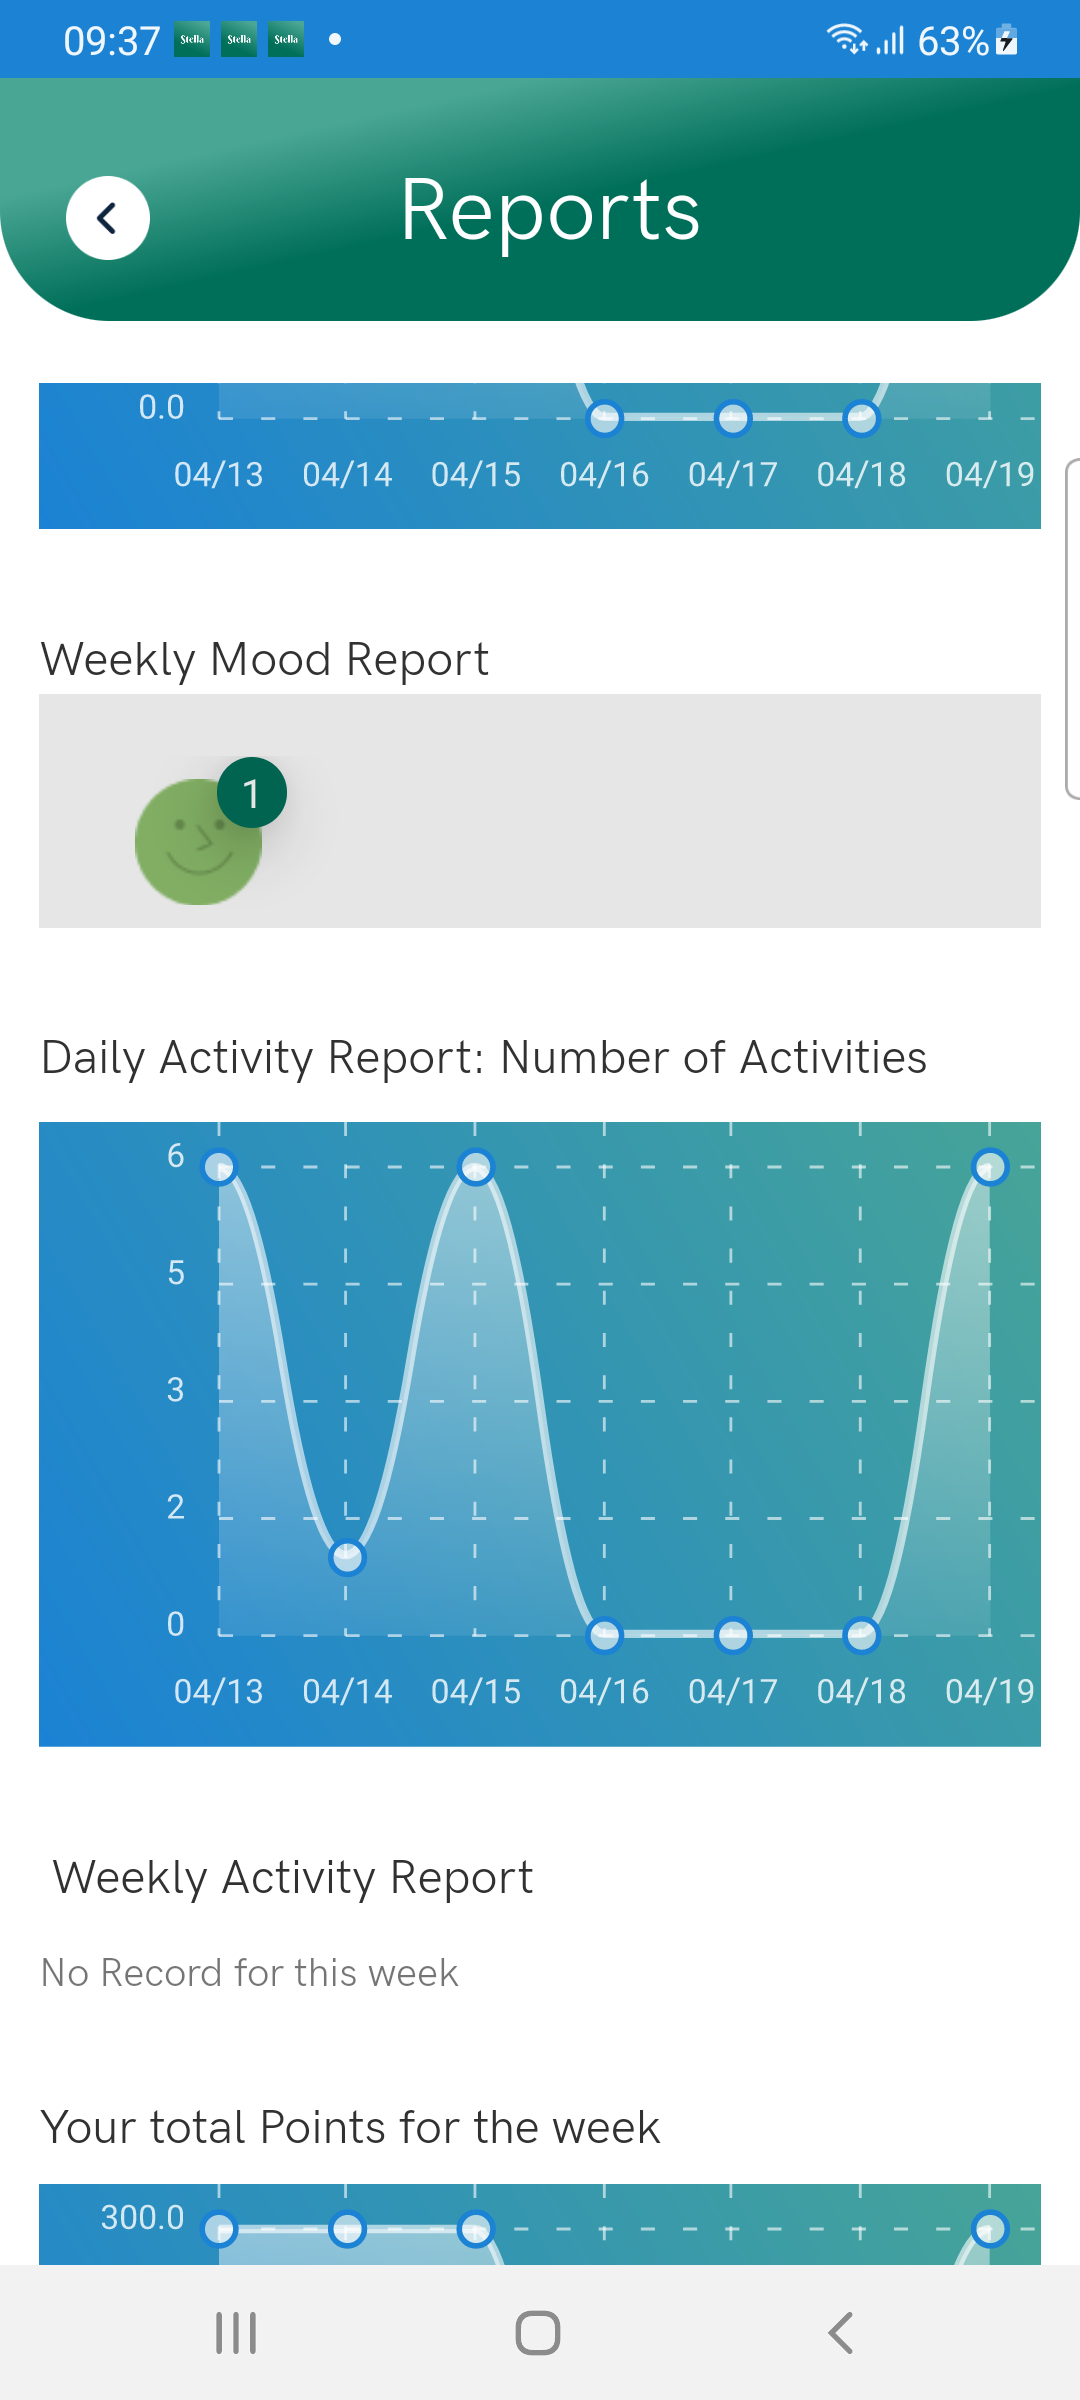 09:37 Stella Stella Stella 63%
Reports
0.0
04/13 04/14 04/15 04/16 04/17 04/18 04/19
Weekly Mood Report
1
Daily Activity Report: Number of Activities
6
5
3
2
0
04/13 04/14 04/15 04/16 04/17 04/18 04/19
Weekly Activity Report
No Record for this week
Your total Points for the week
300.0